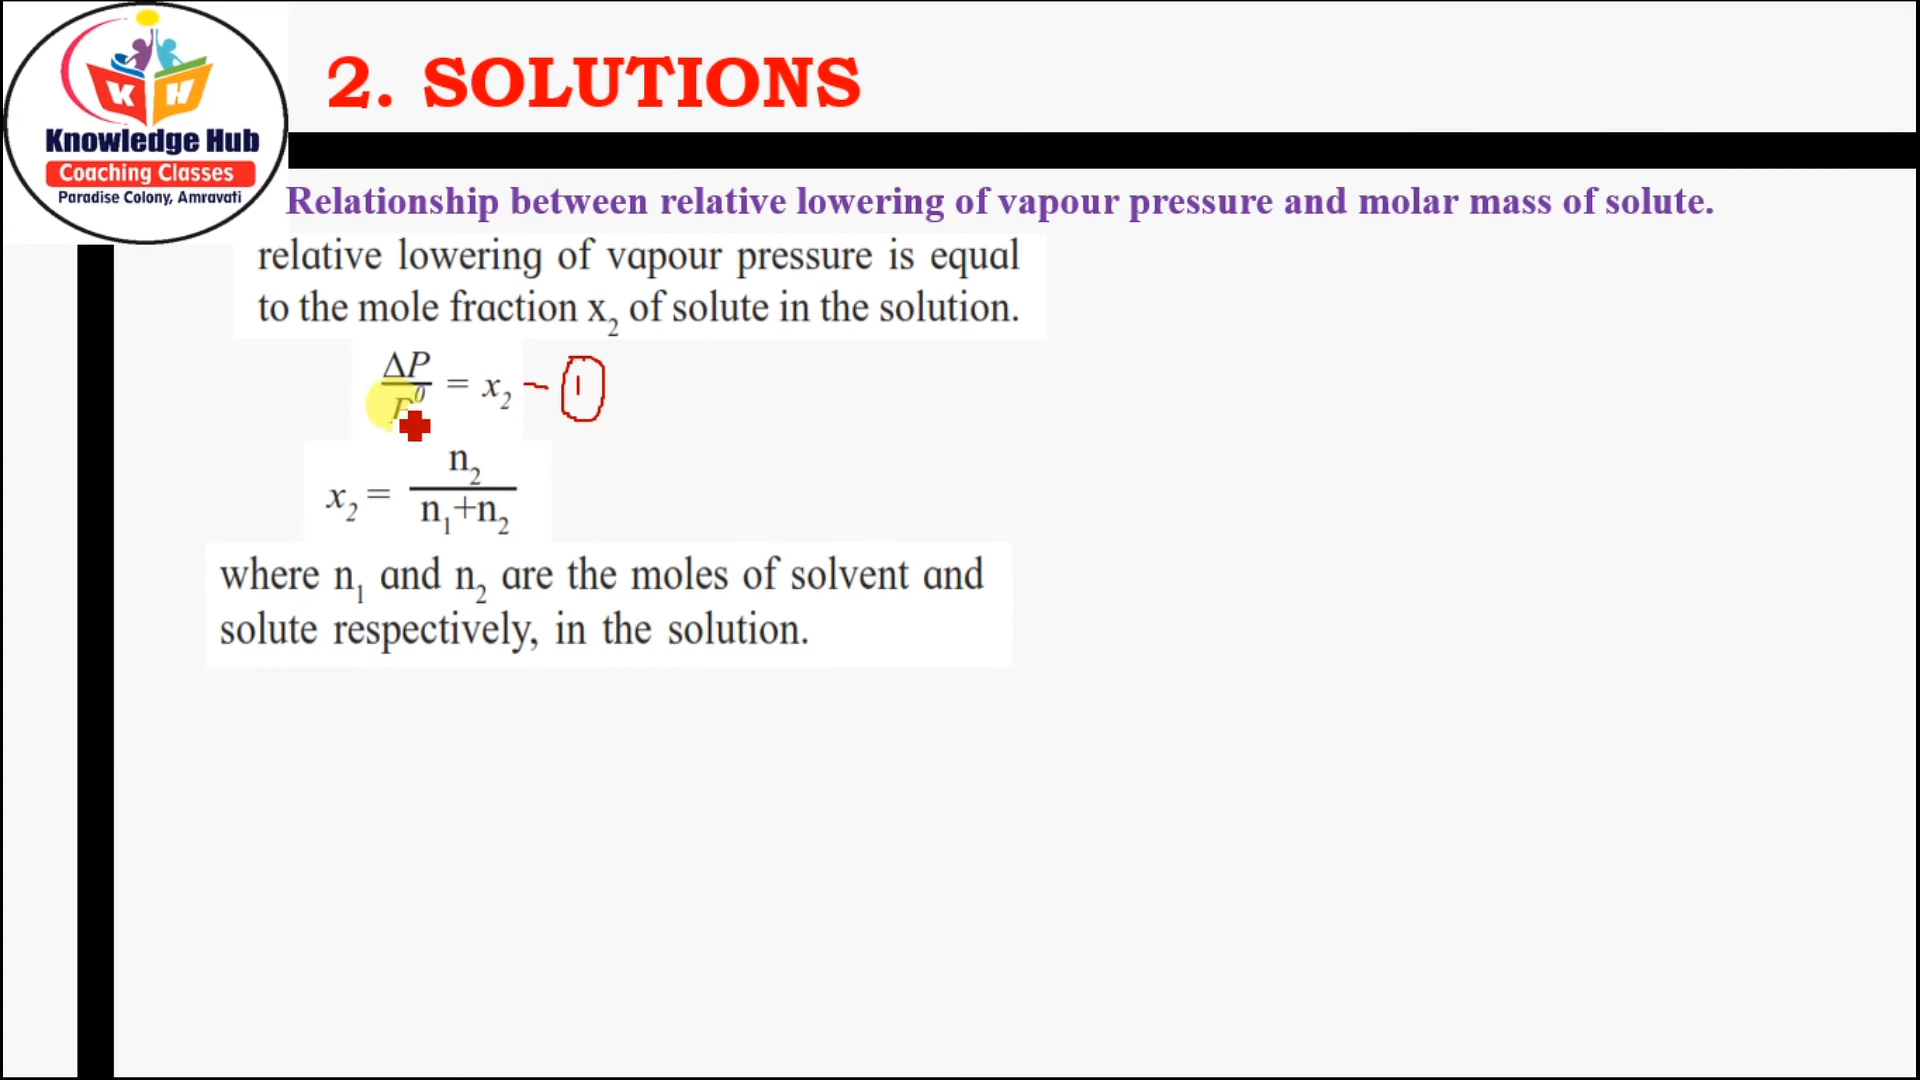 K H
Knowledge Hub
Coaching Classes
Paradise Colony, Amravati
2. SOLUTIONS
Relationship between relative lowering of vapour pressure and molar mass of solute.
relative lowering of vapour pressure is equal
to the mole fraction x₂ of solute in the solution.
ΔP/P⁰ = x₂ – 1
x₂ = n₂/n₁+n₂
where n₁ and n₂ are the moles of solvent and
solute respectively, in the solution.